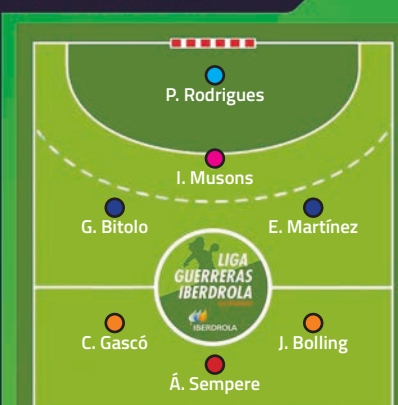 P. Rodrigues
I. Musons
G. Bitolo
E. Martínez
LIGA
GUERRERAS
IBERDROLA
IBERDROLA
C. Gascó
J. Bolling
Á. Sempere